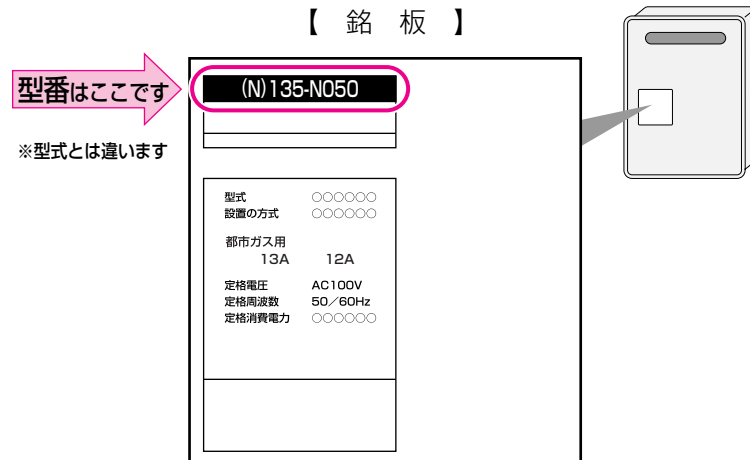 【 銘 板 】
型番はここです
(N)135-N050
※型式とは違います
型式 ○○○○○○
設置の方式 ○○○○○○
都市ガス用
13A 12A
定格電圧 AC100V
定格周波数 50／60Hz
定格消費電力 ○○○○○○